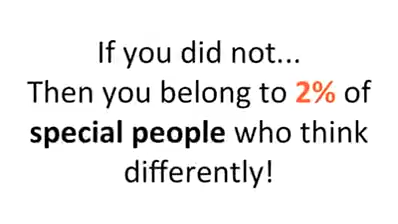 If you did not...
Then you belong to 2% of
special people who think
differently!